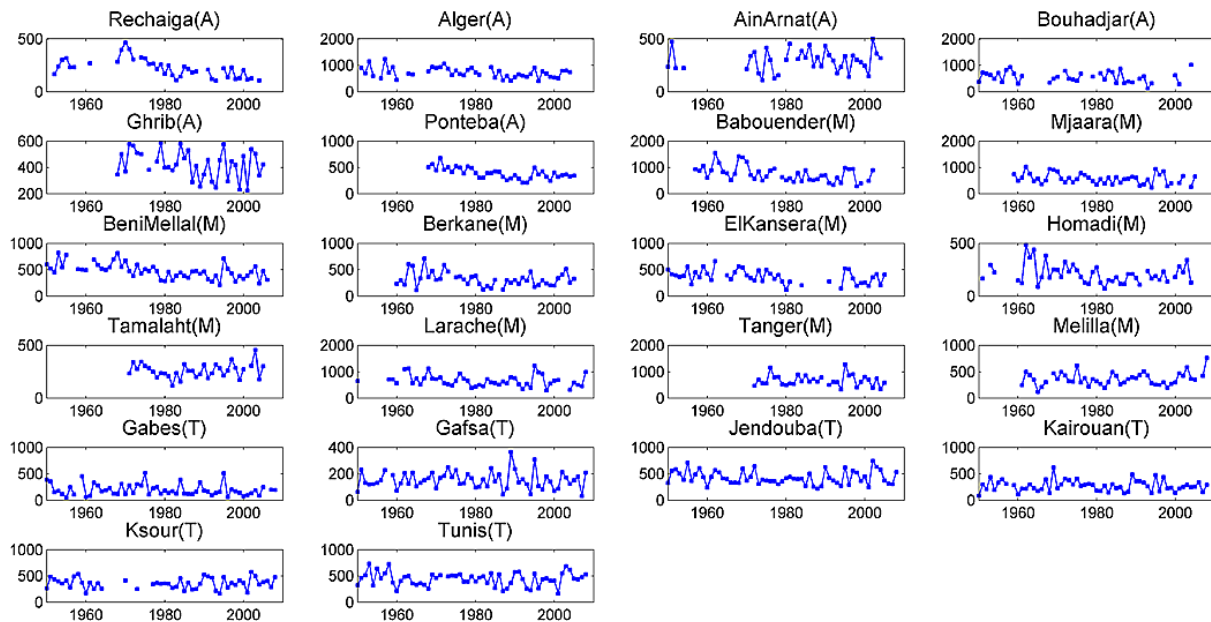 Rechaiga(A) Alger(A) AinArnat(A) Bouhadjar(A)
500 2000 500 2000
1000 1000
0 0 0 0
1960 1980 2000 1960 1980 2000 1960 1980 2000 1960 1980 2000
Ghrib(A) Ponteba(A) Babouender(M) Mjaara(M)
600 1000 2000 2000
400 500 1000 1000
200 0 0 0
1960 1980 2000 1960 1980 2000 1960 1980 2000 1960 1980 2000
BeniMellal(M) Berkane(M) ElKansera(M) Homadi(M)
1000 1000 1000 500
500 500 500
0 0 0 0
1960 1980 2000 1960 1980 2000 1960 1980 2000 1960 1980 2000
Tamalaht(M) Larache(M) Tanger(M) Melilla(M)
500 2000 2000 1000
1000 1000 500
0 0 0 0
1960 1980 2000 1960 1980 2000 1960 1980 2000 1960 1980 2000
Gabes(T) Gafsa(T) Jendouba(T) Kairouan(T)
1000 400 1000 1000
500 200 500 500
0 0 0 0
1960 1980 2000 1960 1980 2000 1960 1980 2000 1960 1980 2000
Ksour(T) Tunis(T)
1000 1000
500 500
0 0
1960 1980 2000 1960 1980 2000